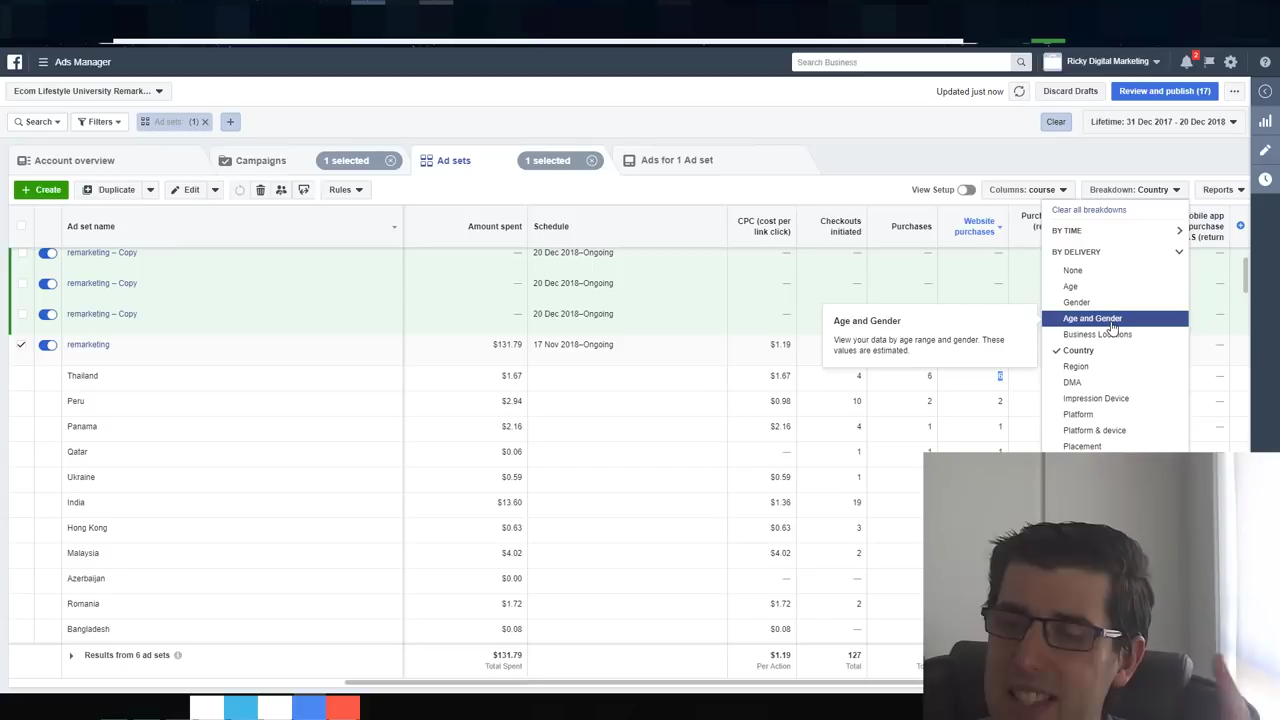 Ads Manager
Search Business
Ricky Digital Marketing
2
Ecom Lifestyle University Remark...
Updated just now
Discard Drafts
Review and publish (17)
Search
Filters
Ad sets: (1)
Clear
Lifetime: 31 Dec 2017 - 20 Dec 2018
Account overview
Campaigns
1 selected
Ad sets
1 selected
Ads for 1 Ad set
+ Create
Duplicate
Edit
Rules
View Setup
Columns: course
Breakdown: Country
Reports
Ad set name
Amount spent
Schedule
CPC (cost per link click)
Checkouts initiated
Purchases
Website purchases
Clear all breakdowns
BY TIME
BY DELIVERY
None
Age
Gender
Age and Gender
Business Locations
Country
Region
DMA
Impression Device
Platform
Platform & device
Placement
Age and Gender
View your data by age range and gender. These
values are estimated.
remarketing – Copy — 20 Dec 2018–Ongoing — — — —
remarketing – Copy — 20 Dec 2018–Ongoing — — — —
remarketing – Copy — 20 Dec 2018–Ongoing —
remarketing $131.79 17 Nov 2018–Ongoing $1.19
Thailand $1.67 $1.67 4 6 6
Peru $2.94 $0.98 10 2 2
Panama $2.16 $2.16 4 1 1
Qatar $0.06 — 1 1 1
Ukraine $0.59 $0.59 1
India $13.60 $1.36 19
Hong Kong $0.63 $0.63 3
Malaysia $4.02 $4.02 2
Azerbaijan $0.00 — —
Romania $1.72 $1.72 2
Bangladesh $0.08 $0.08 —
Results from 6 ad sets $131.79 $1.19 127
Total Spent Per Action Total